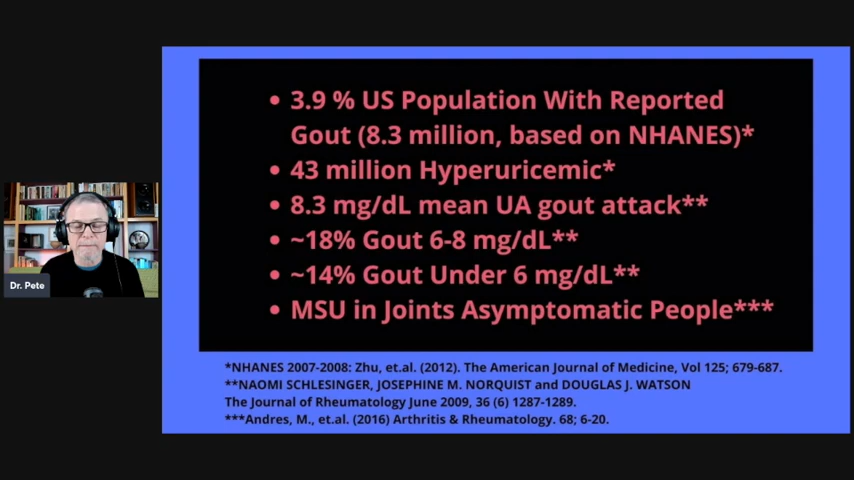 • 3.9 % US Population With Reported
Gout (8.3 million, based on NHANES)*
• 43 million Hyperuricemic*
• 8.3 mg/dL mean UA gout attack**
• ~18% Gout 6-8 mg/dL**
• ~14% Gout Under 6 mg/dL**
• MSU in Joints Asymptomatic People***
Dr. Pete
*NHANES 2007-2008: Zhu, et.al. (2012). The American Journal of Medicine, Vol 125; 679-687.
**NAOMI SCHLESINGER, JOSEPHINE M. NORQUIST and DOUGLAS J. WATSON
The Journal of Rheumatology June 2009, 36 (6) 1287-1289.
***Andres, M., et.al. (2016) Arthritis & Rheumatology. 68; 6-20.